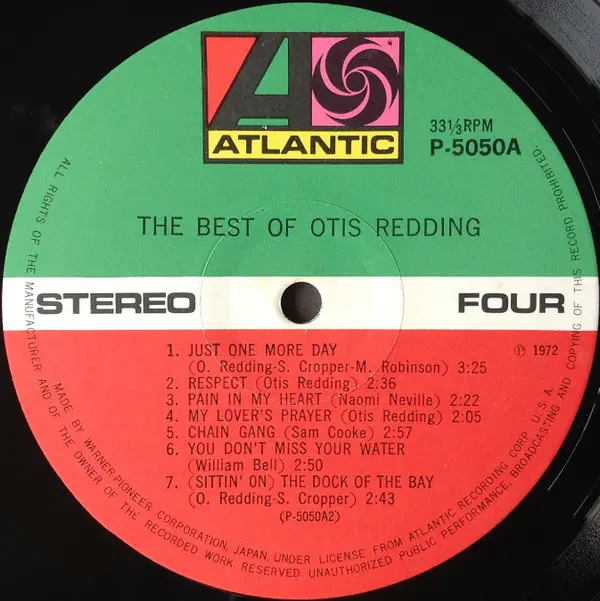 ATLANTIC
33⅓RPM
P-5050A
THE BEST OF OTIS REDDING
STEREO
FOUR
1. JUST ONE MORE DAY
(O. Redding-S. Cropper-M. Robinson) 3:25
2. RESPECT (Otis Redding) 2:36
3. PAIN IN MY HEART (Naomi Neville) 2:22
4. MY LOVER'S PRAYER (Otis Redding) 2:05
5. CHAIN GANG (Sam Cooke) 2:57
6. YOU DON'T MISS YOUR WATER
(William Bell) 2:50
7. (SITTIN' ON) THE DOCK OF THE BAY
(O. Redding-S. Cropper) 2:43
(P-5050A2)
℗ 1972
ALL RIGHTS OF THE MANUFACTURER AND OF THE OWNER OF THE RECORDED WORK RESERVED. UNAUTHORIZED PUBLIC PERFORMANCE, BROADCASTING AND COPYING OF THIS RECORD PROHIBITED.
MADE BY WARNER-PIONEER CORPORATION, JAPAN, UNDER LICENSE FROM ATLANTIC RECORDING CORP. U.S.A.